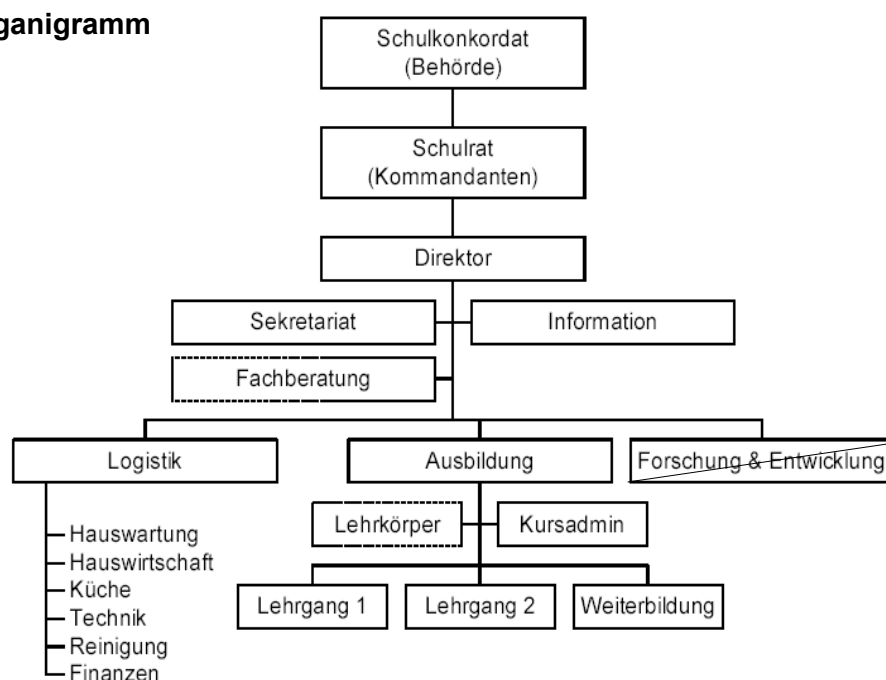 ganigramm
Schulkonkordat
(Behörde)
Schulrat
(Kommandanten)
Direktor
Sekretariat
Information
Fachberatung
Logistik
Ausbildung
Forschung & Entwicklung
Lehrkörper
Kursadmin
Hauswartung
Hauswirtschaft
Küche
Technik
Reinigung
Finanzen
Lehrgang 1
Lehrgang 2
Weiterbildung